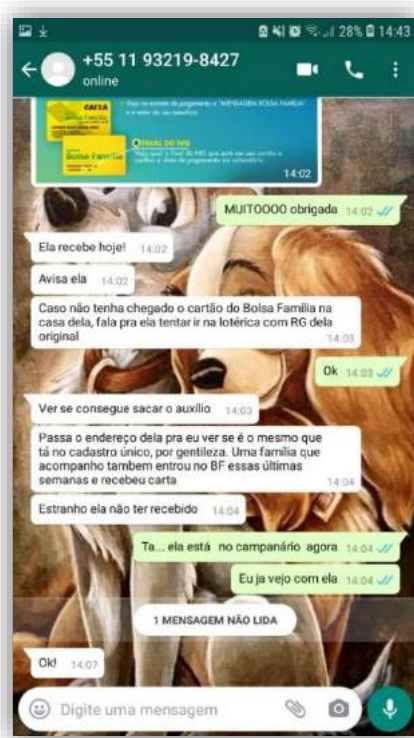 28% 14:43
+55 11 93219-8427
online
CAIXA
Bolsa Família
Bolsa Família
14:02
MUITOOOO obrigada 14:02
Ela recebe hoje! 14:02
Avisa ela 14:02
Caso não tenha chegado o cartão do Bolsa Família na
casa dela, fala pra ela tentar ir na lotérica com RG dela
original
14:03
Ok 14:03
Ver se consegue sacar o auxílio 14:03
Passa o endereço dela pra eu ver se é o mesmo que
tá no cadastro único, por gentileza. Uma família que
acompanho tambem entrou no BF essas últimas
semanas e recebeu carta
14:04
Estranho ela não ter recebido 14:04
Ta... ela está no campanário agora 14:04
Eu ja vejo com ela 14:04
1 MENSAGEM NÃO LIDA
Ok! 14:07
Digite uma mensagem